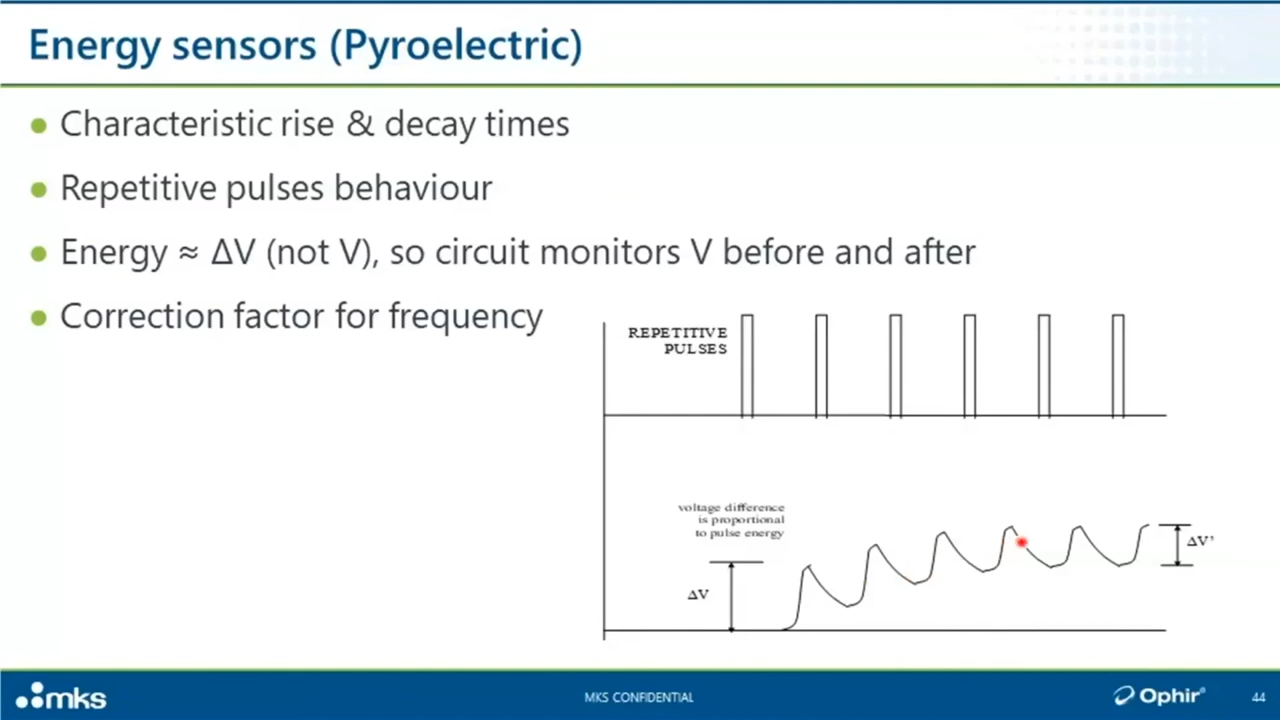 Energy sensors (Pyroelectric)
Characteristic rise & decay times
Repetitive pulses behaviour
Energy ≈ ΔV (not V), so circuit monitors V before and after
Correction factor for frequency
REPETITIVE
PULSES
voltage difference
is proportional
to pulse energy
ΔV
ΔV’
mks
MKS CONFIDENTIAL
Ophir®
44